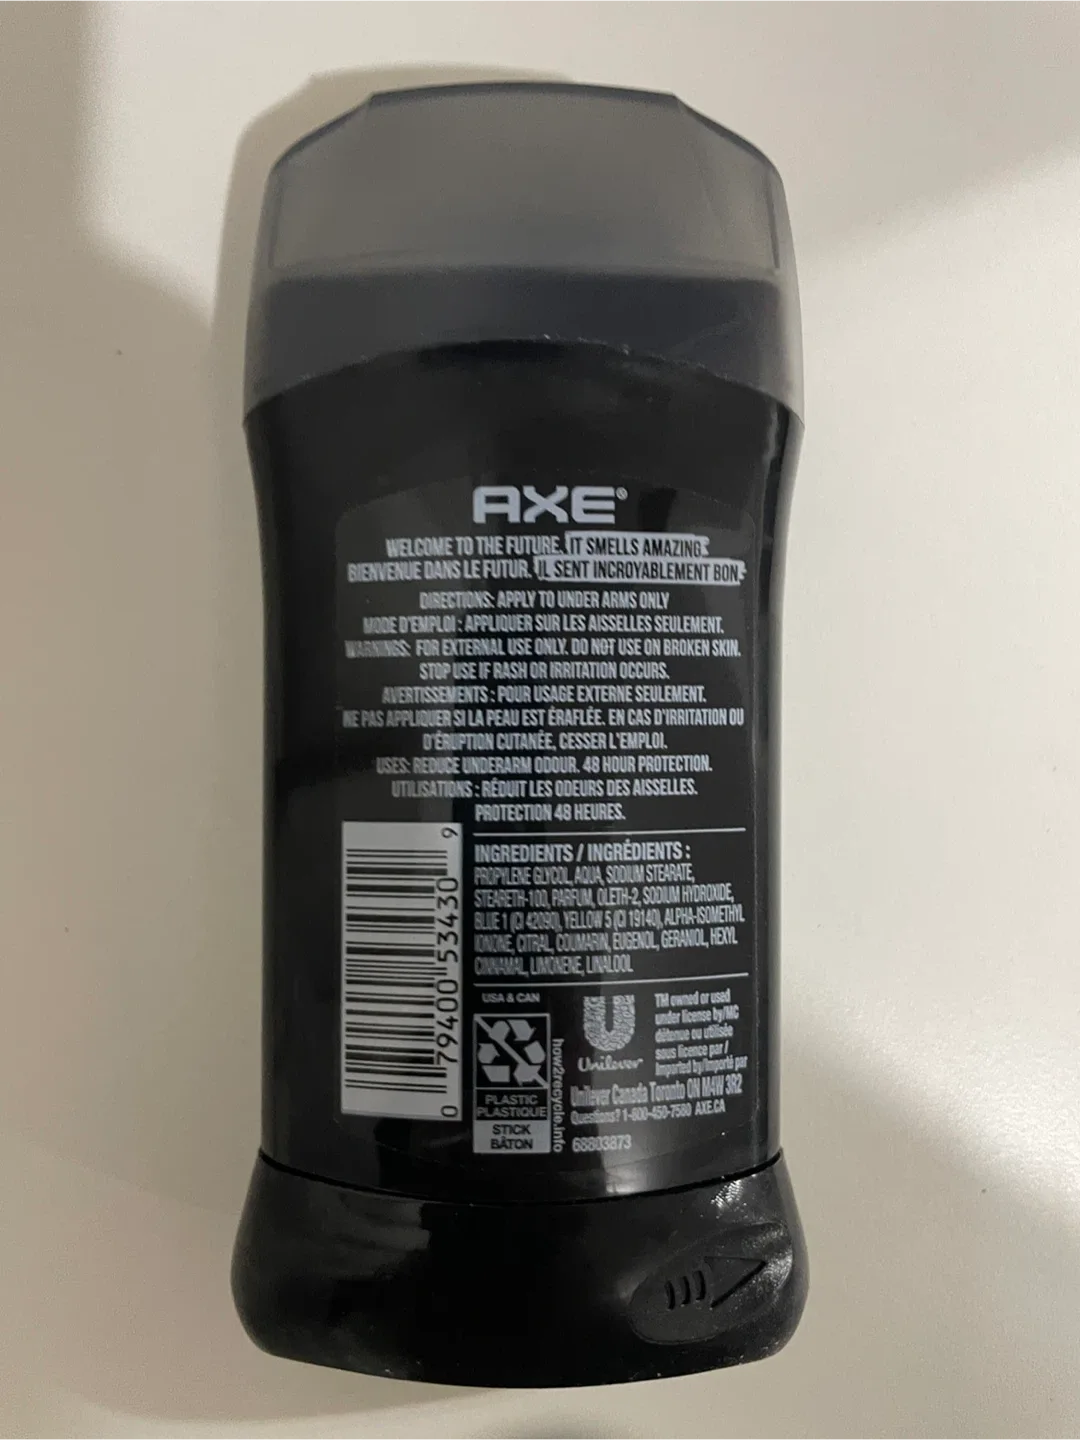 AXE®
WELCOME TO THE FUTURE. IT SMELLS AMAZING.
BIENVENUE DANS LE FUTUR. IL SENT INCROYABLEMENT BON.
DIRECTIONS: APPLY TO UNDER ARMS ONLY
MODE D'EMPLOI : APPLIQUER SUR LES AISSELLES SEULEMENT.
WARNINGS: FOR EXTERNAL USE ONLY. DO NOT USE ON BROKEN SKIN.
STOP USE IF RASH OR IRRITATION OCCURS.
AVERTISSEMENTS : POUR USAGE EXTERNE SEULEMENT.
NE PAS APPLIQUER SI LA PEAU EST ÉRAFLÉE. EN CAS D'IRRITATION OU
D'ÉRUPTION CUTANÉE, CESSER L'EMPLOI.
USES: REDUCE UNDERARM ODOUR. 48 HOUR PROTECTION.
UTILISATIONS : RÉDUIT LES ODEURS DES AISSELLES.
PROTECTION 48 HEURES.
INGREDIENTS / INGRÉDIENTS :
PROPYLENE GLYCOL, AQUA, SODIUM STEARATE,
STEARETH-100, PARFUM, OLETH-2, SODIUM HYDROXIDE,
BLUE 1 (CI 42090), YELLOW 5 (CI 19140), ALPHA-ISOMETHYL
IONONE, CITRAL, COUMARIN, EUGENOL, GERANIOL, HEXYL
CINNAMAL, LIMONENE, LINALOOL
0 79400 53430 9
USA & CAN
PLASTIC
PLASTIQUE
STICK
BÂTON
how2recycle.info
Unilever
TM owned or used
under license by/MC
détenue ou utilisée
sous licence par /
Imported by/Importé par
Unilever Canada Toronto ON M4W 3R2
Questions? 1-800-450-7580 AXE.CA
68803873